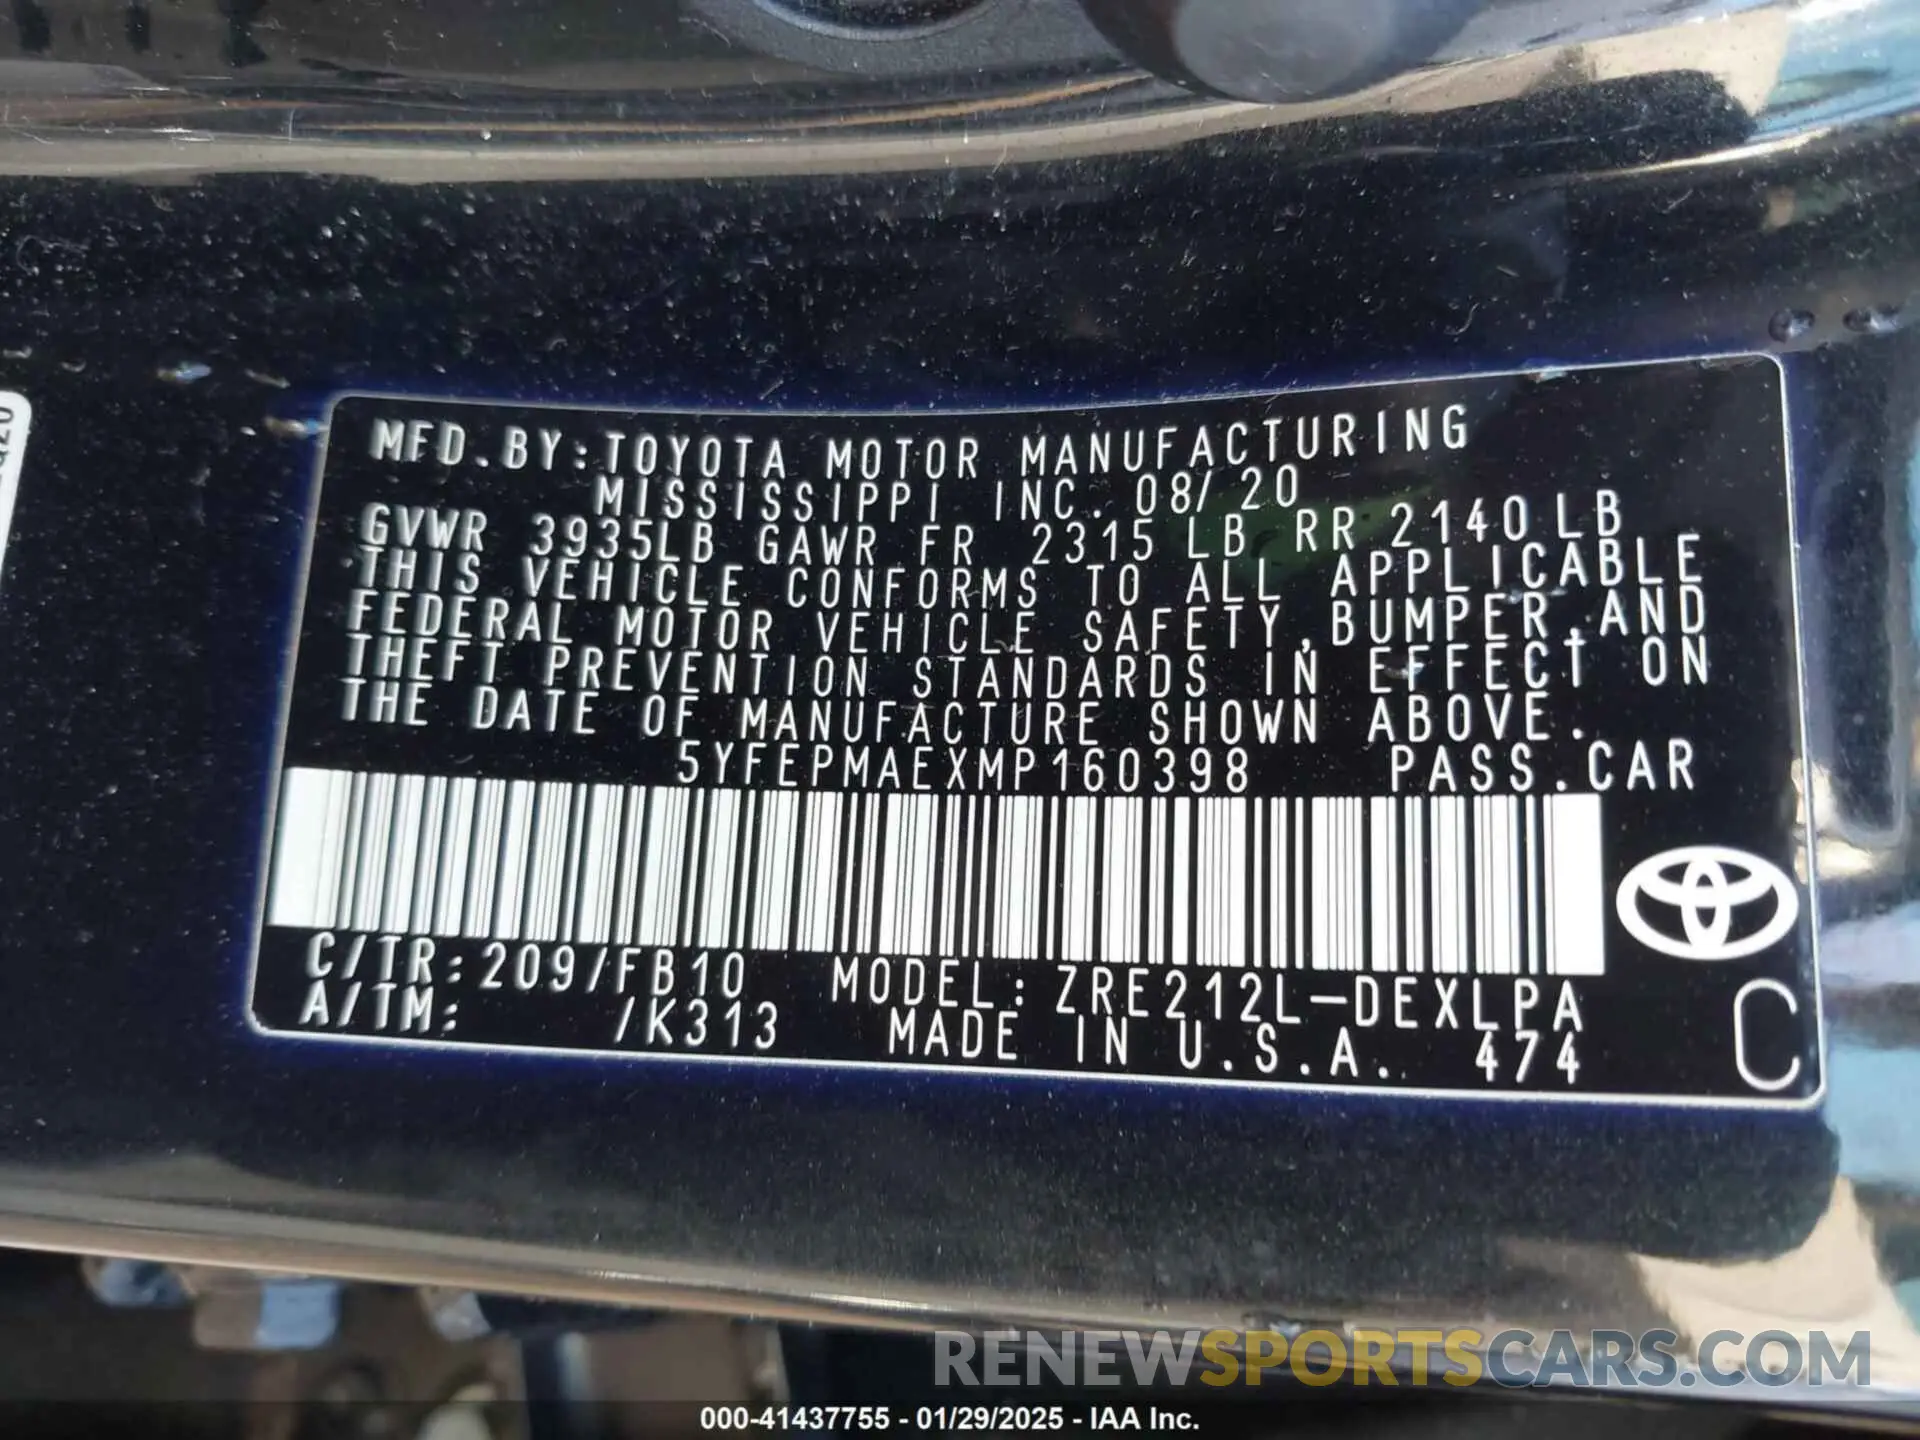 MFD.BY:TOYOTA MOTOR MANUFACTURING
MISSISSIPPI INC. 08/20
GVWR 3935LB GAWR FR 2315LB RR 2140LB
THIS VEHICLE CONFORMS TO ALL APPLICABLE
FEDERAL MOTOR VEHICLE SAFETY,BUMPER,AND
THEFT PREVENTION STANDARDS IN EFFECT ON
THE DATE OF MANUFACTURE SHOWN ABOVE.
5YFEPMAEXMP160398 PASS.CAR
C/TR:209/FB10 MODEL:ZRE212L-DEXLPA
A/TM: /K313 MADE IN U.S.A. 474
C
RENEWSPORTSCARS.COM
000-41437755 - 01/29/2025 - IAA Inc.